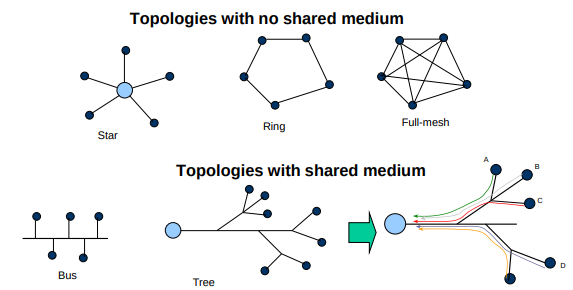 Topologies with no shared medium
Star
Ring
Full-mesh
Topologies with shared medium
A
B
C
D
Bus
Tree